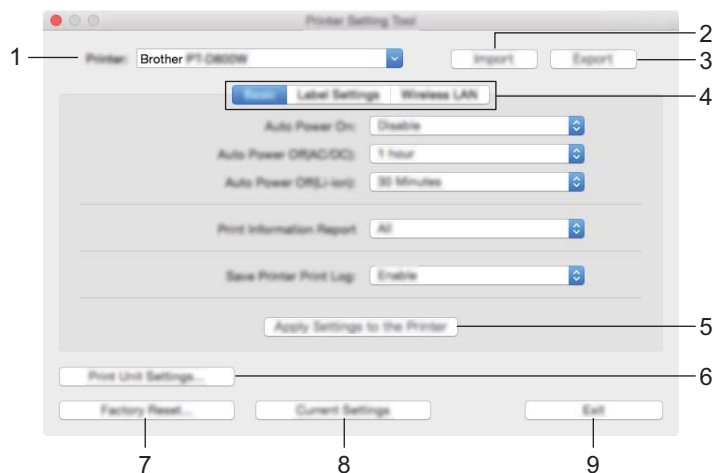 Printer Setting Tool
1
Printer: Brother PT-D800W
Import
Export
2
3
Basic
Label Settings
Wireless LAN
4
Auto Power On: Disable
Auto Power Off(AC/DC): 1 hour
Auto Power Off(Li-ion): 30 Minutes
Print Information Report All
Save Printer Print Log: Enable
Apply Settings to the Printer
5
Print Unit Settings...
6
Factory Reset...
Current Settings
Exit
7
8
9